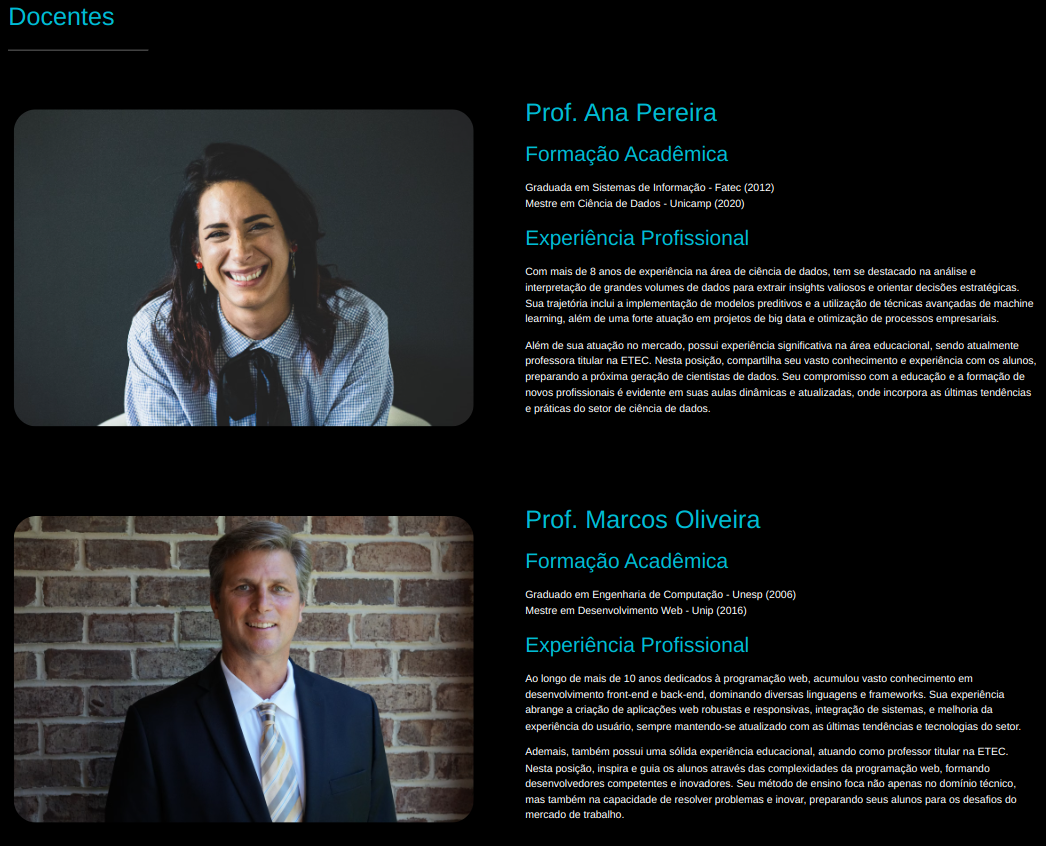 Docentes
Prof. Ana Pereira
Formação Acadêmica
Graduada em Sistemas de Informação - Fatec (2012)
Mestre em Ciência de Dados - Unicamp (2020)
Experiência Profissional
Com mais de 8 anos de experiência na área de ciência de dados, tem se destacado na análise e
interpretação de grandes volumes de dados para extrair insights valiosos e orientar decisões estratégicas.
Sua trajetória inclui a implementação de modelos preditivos e a utilização de técnicas avançadas de machine
learning, além de uma forte atuação em projetos de big data e otimização de processos empresariais.
Além de sua atuação no mercado, possui experiência significativa na área educacional, sendo atualmente
professora titular na ETEC. Nesta posição, compartilha seu vasto conhecimento e experiência com os alunos,
preparando a próxima geração de cientistas de dados. Seu compromisso com a educação e a formação de
novos profissionais é evidente em suas aulas dinâmicas e atualizadas, onde incorpora as últimas tendências
e práticas do setor de ciência de dados.
Prof. Marcos Oliveira
Formação Acadêmica
Graduado em Engenharia de Computação - Unesp (2006)
Mestre em Desenvolvimento Web - Unip (2016)
Experiência Profissional
Ao longo de mais de 10 anos dedicados à programação web, acumulou vasto conhecimento em
desenvolvimento front-end e back-end, dominando diversas linguagens e frameworks. Sua experiência
abrange a criação de aplicações web robustas e responsivas, integração de sistemas, e melhoria da
experiência do usuário, sempre mantendo-se atualizado com as últimas tendências e tecnologias do setor.
Ademais, também possui uma sólida experiência educacional, atuando como professor titular na ETEC.
Nesta posição, inspira e guia os alunos através das complexidades da programação web, formando
desenvolvedores competentes e inovadores. Seu método de ensino foca não apenas no domínio técnico,
mas também na capacidade de resolver problemas e inovar, preparando seus alunos para os desafios do
mercado de trabalho.